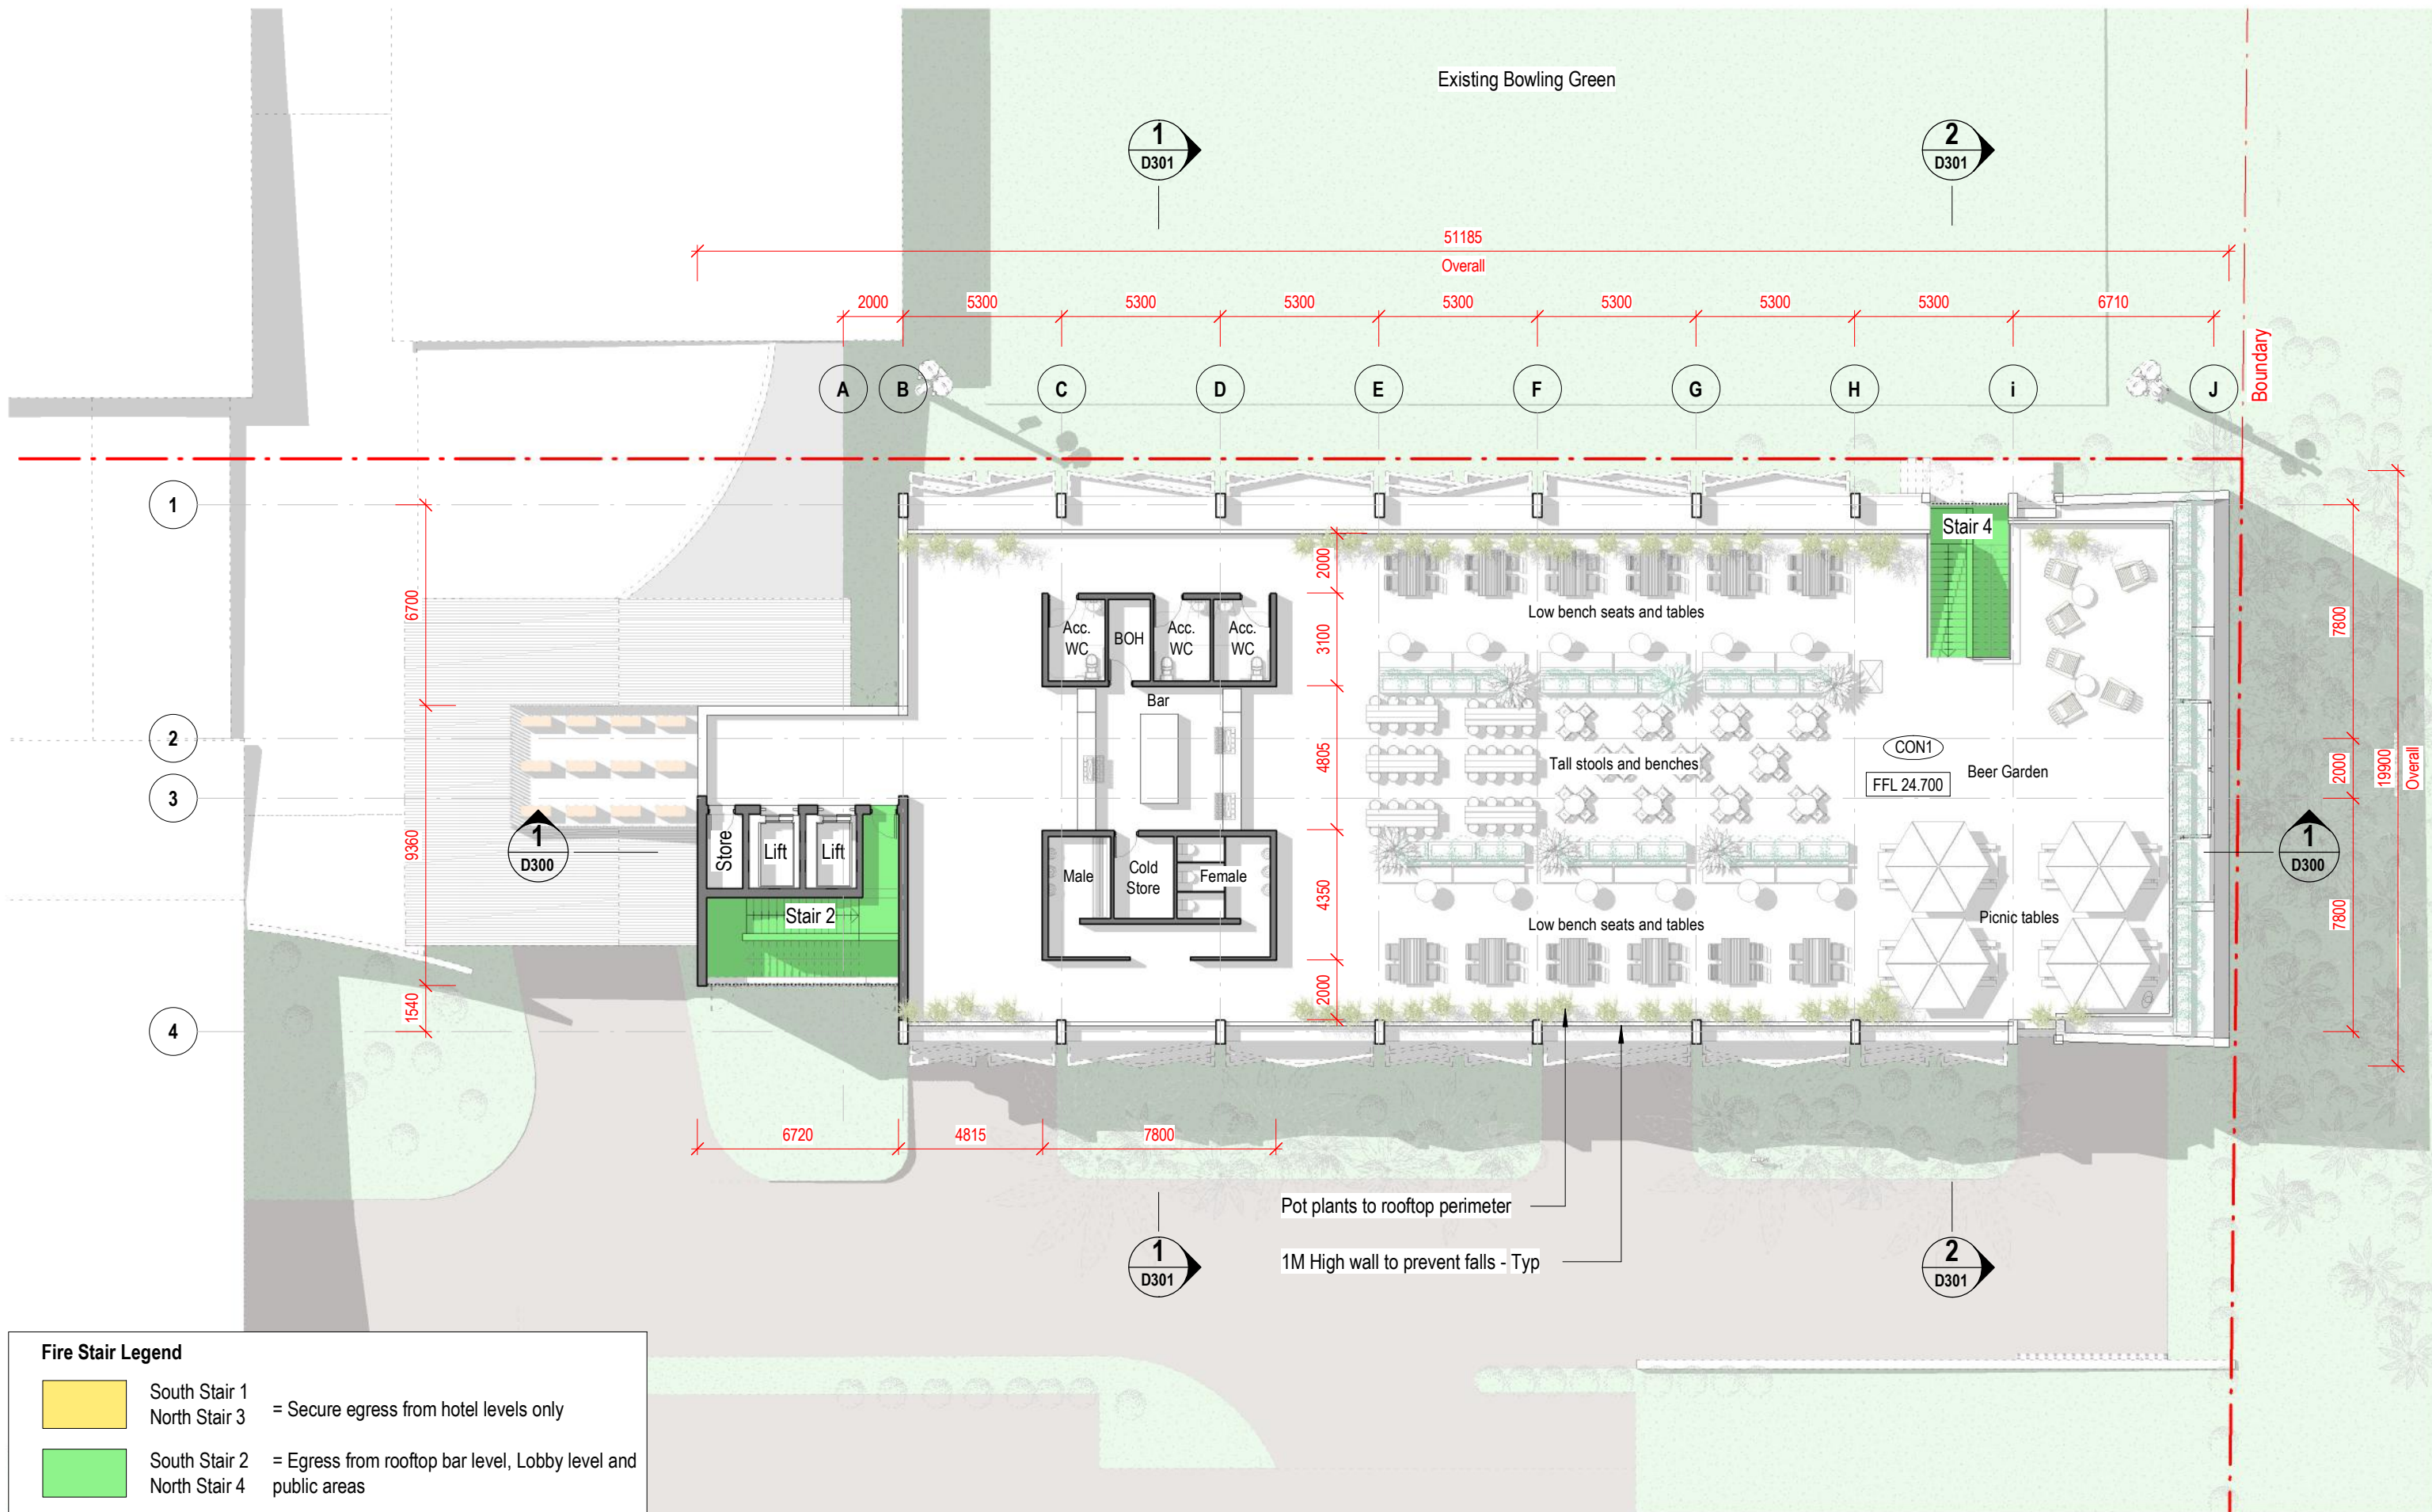 Existing Bowling Green
1
D301
2
D301
51185
Overall
2000
5300
5300
5300
5300
5300
5300
5300
6710
Boundary
A
B
C
D
E
F
G
H
i
J
1
2
3
4
6700
9360
1540
2000
3100
4805
4350
2000
7800
2000
7800
19900
Overall
Stair 4
Low bench seats and tables
Acc.
WC
BOH
Acc.
WC
Acc.
WC
Bar
Tall stools and benches
CON1
FFL 24.700
Beer Garden
1
D300
1
D300
Store
Lift
Lift
Stair 2
Male
Cold
Store
Female
Low bench seats and tables
Picnic tables
6720
4815
7800
Pot plants to rooftop perimeter
1M High wall to prevent falls - Typ
1
D301
2
D301
Fire Stair Legend
South Stair 1
North Stair 3
= Secure egress from hotel levels only
South Stair 2
North Stair 4
= Egress from rooftop bar level, Lobby level and
public areas